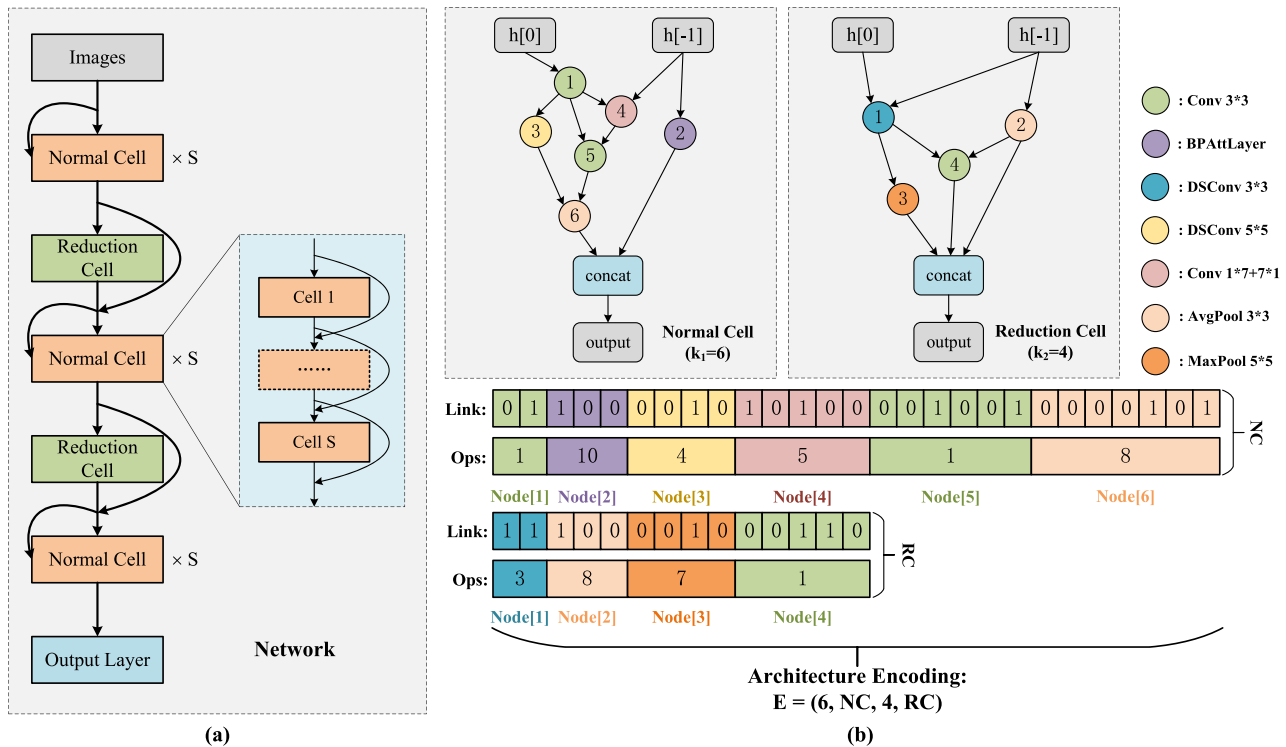 Images
Normal Cell
× S
Reduction
Cell
Normal Cell
× S
Reduction
Cell
Normal Cell
× S
Output Layer
Cell 1
......
Cell S
Network
(a)
h[0]
h[-1]
1
4
3
2
5
6
concat
output
Normal Cell
(k₁=6)
h[0]
h[-1]
1
2
4
3
concat
output
Reduction Cell
(k₂=4)
: Conv 3*3
: BPAttLayer
: DSConv 3*3
: DSConv 5*5
: Conv 1*7+7*1
: AvgPool 3*3
: MaxPool 5*5
Link: 0 1 1 0 0 0 0 1 0 1 0 1 0 0 0 0 1 0 0 1 0 0 0 0 1 0 1
Ops: 1 10 4 5 1 8
NC
Node[1] Node[2] Node[3] Node[4] Node[5] Node[6]
Link: 1 1 1 0 0 0 0 1 0 0 0 1 1 0
Ops: 3 8 7 1
RC
Node[1] Node[2] Node[3] Node[4]
Architecture Encoding:
E = (6, NC, 4, RC)
(b)